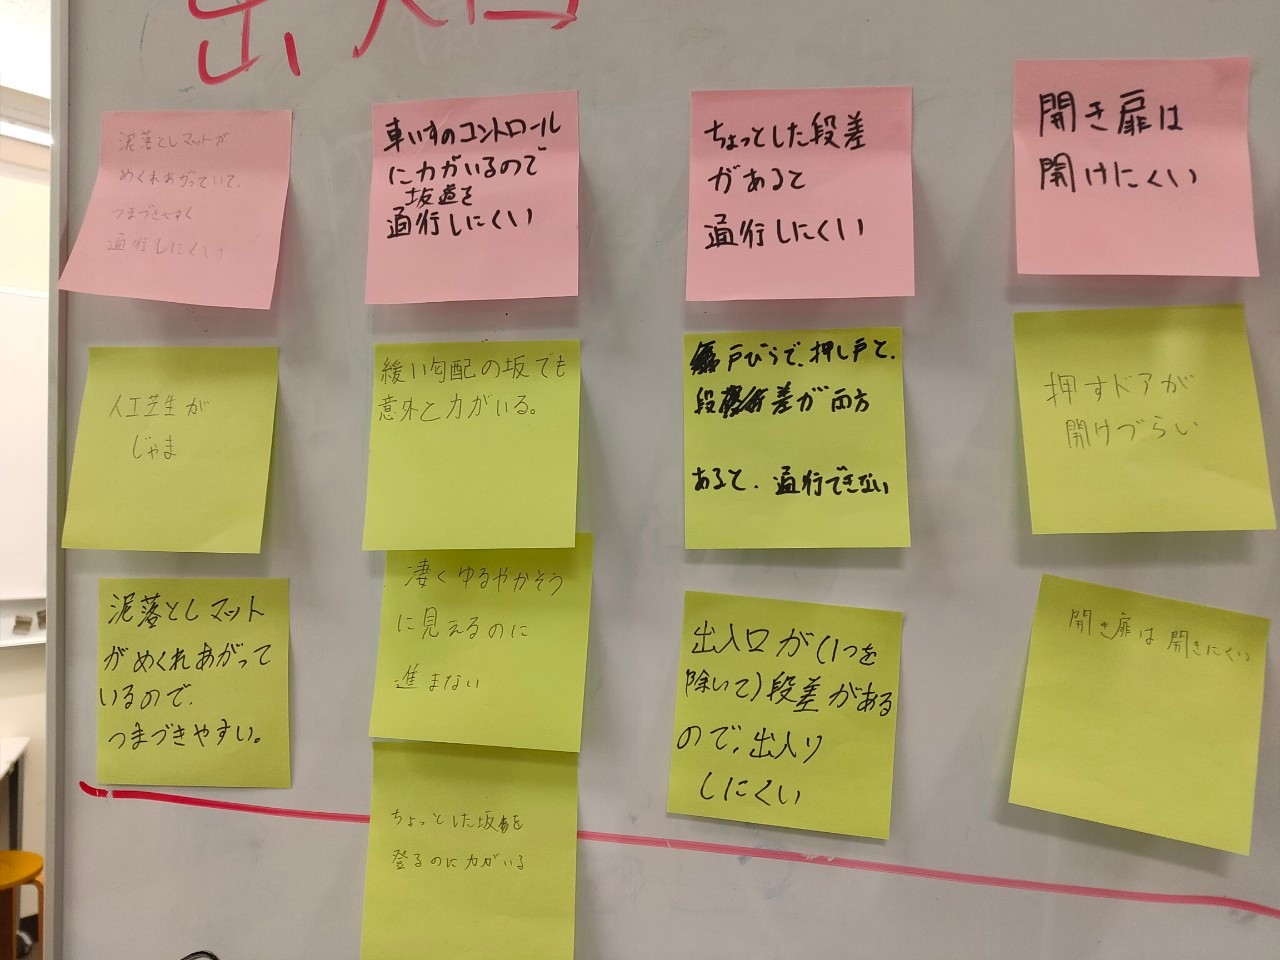 出入口
泥落としマットが
めくれあがっていて、
つまづきやすく
通行しにくい
車いすのコントロール
に力がいるので
坂道を
通行しにくい
ちょっとした段差
があると
通行しにくい
開き扉は
開けにくい
人工芝生が
じゃま
緩い勾配の坂でも
意外と力がいる。
戸びらで、押し戸と、
段差が両方
あると、通行できない
押すドアが
開けづらい
泥落としマット
がめくれあがって
いるので、
つまづきやすい。
凄くゆるやかそう
に見えるのに
進まない
出入口が(1つを
除いて)段差がある
ので、出入り
しにくい
開き扉は開きにくい
ちょっとした坂を
登るのに力がいる